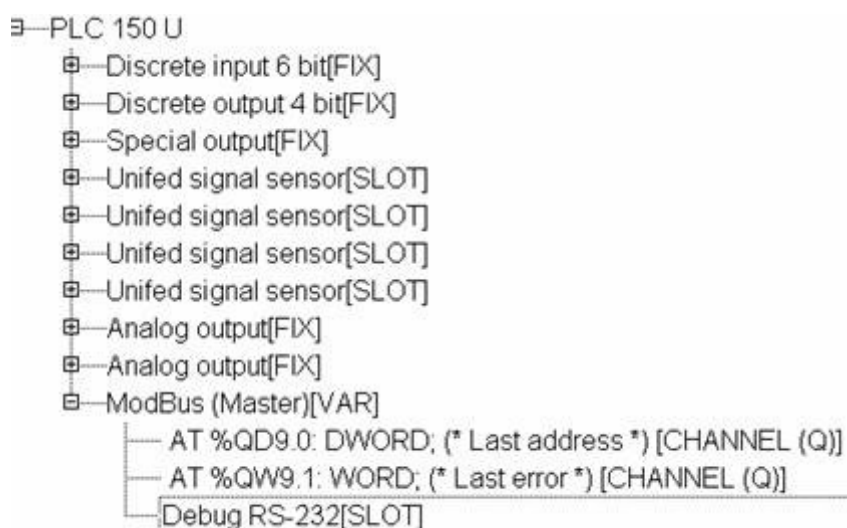 PLC 150 U
Discrete input 6 bit[FIX]
Discrete output 4 bit[FIX]
Special output[FIX]
Unifed signal sensor[SLOT]
Unifed signal sensor[SLOT]
Unifed signal sensor[SLOT]
Unifed signal sensor[SLOT]
Analog output[FIX]
Analog output[FIX]
ModBus (Master)[VAR]
AT %QD9.0: DWORD; (* Last address *) [CHANNEL (Q)]
AT %QW9.1: WORD; (* Last error *) [CHANNEL (Q)]
Debug RS-232[SLOT]